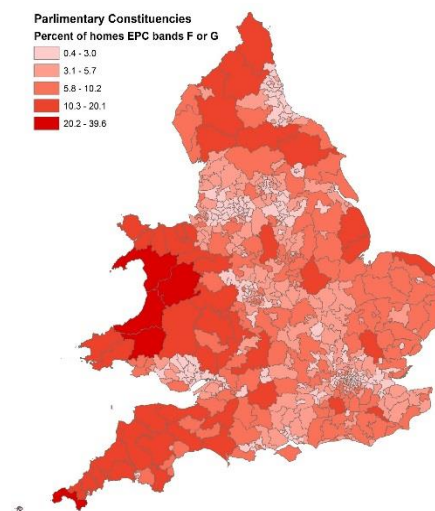 Parlimentary Constituencies
Percent of homes EPC bands F or G
0.4 - 3.0
3.1 - 5.7
5.8 - 10.2
10.3 - 20.1
20.2 - 39.6